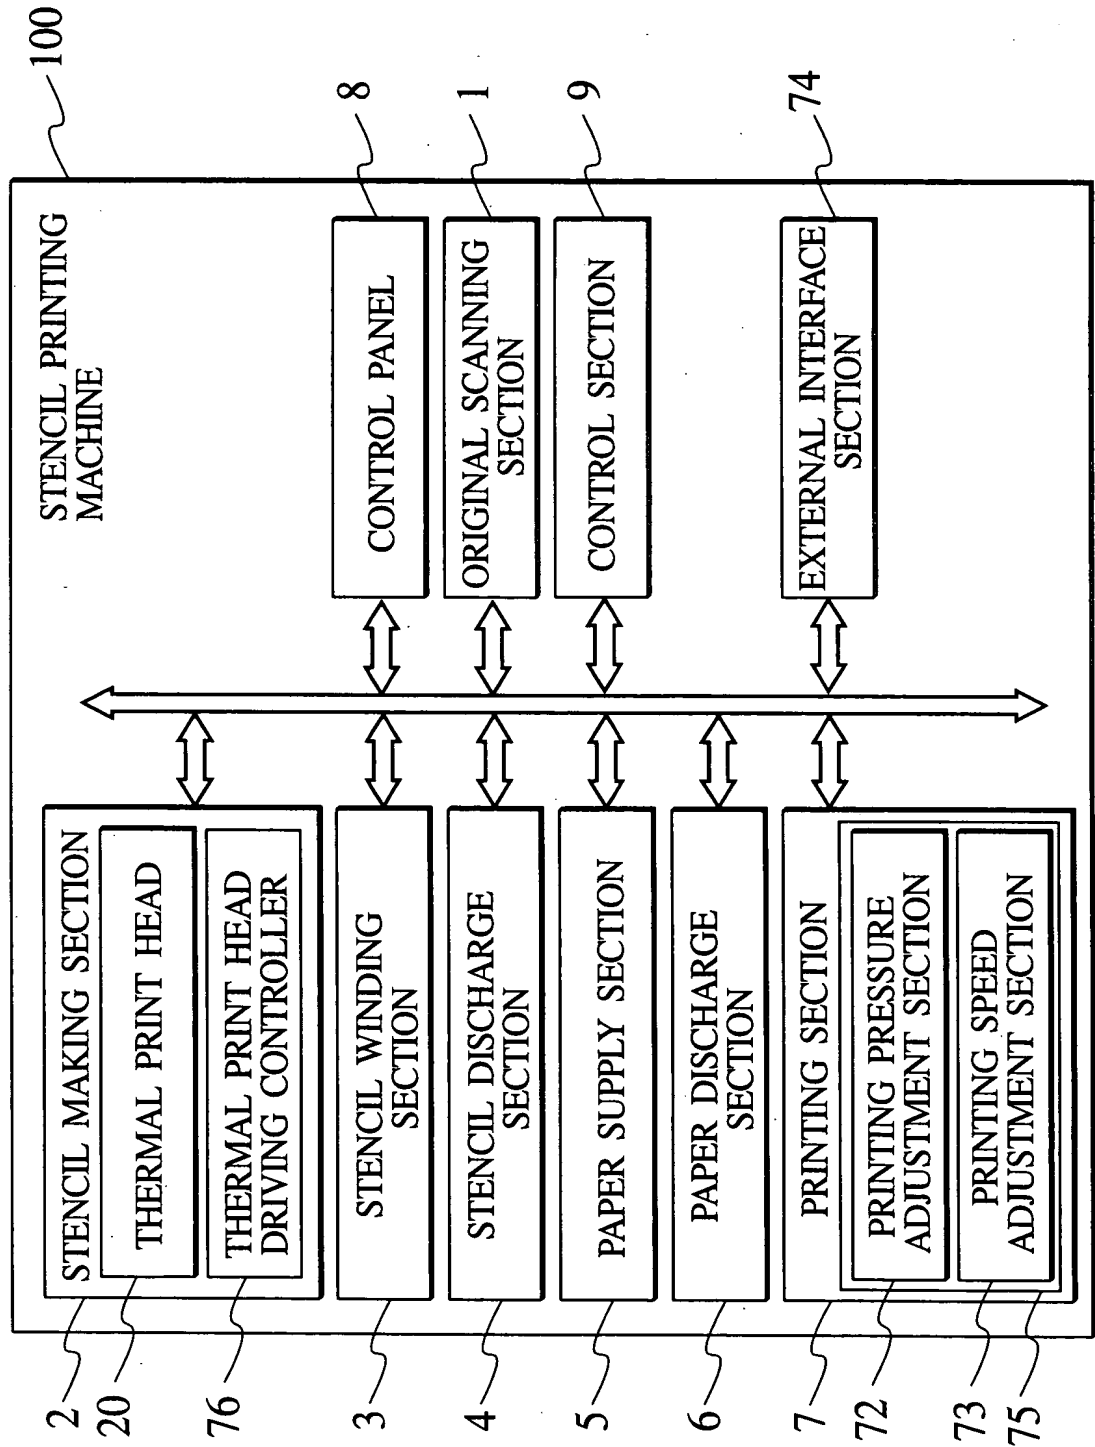 100
STENCIL PRINTING
MACHINE
2
STENCIL MAKING SECTION
20
THERMAL PRINT HEAD
76
THERMAL PRINT HEAD
DRIVING CONTROLLER
3
STENCIL WINDING
SECTION
4
STENCIL DISCHARGE
SECTION
5
PAPER SUPPLY SECTION
6
PAPER DISCHARGE
SECTION
7
PRINTING SECTION
72
PRINTING PRESSURE
ADJUSTMENT SECTION
73
PRINTING SPEED
ADJUSTMENT SECTION
75
8
CONTROL PANEL
1
ORIGINAL SCANNING
SECTION
9
CONTROL SECTION
74
EXTERNAL INTERFACE
SECTION